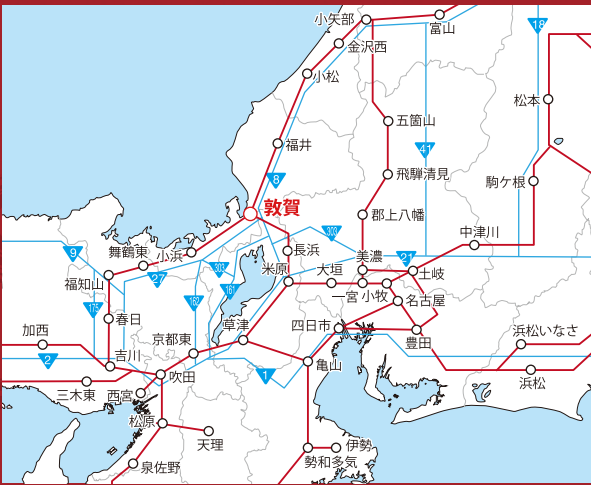 小矢部
富山
18
金沢西
小松
松本
五箇山
福井
41
飛騨清見
8
駒ケ根
敦賀
郡上八幡
303
中津川
9
舞鶴東
小浜
長浜
美濃
21
27
303
米原
大垣
土岐
福知山
162
161
一宮
小牧
名古屋
175
春日
草津
四日市
加西
京都東
豊田
浜松いなさ
2
吉川
亀山
1
吹田
浜松
三木東
西宮
松原
天理
伊勢
泉佐野
勢和多気